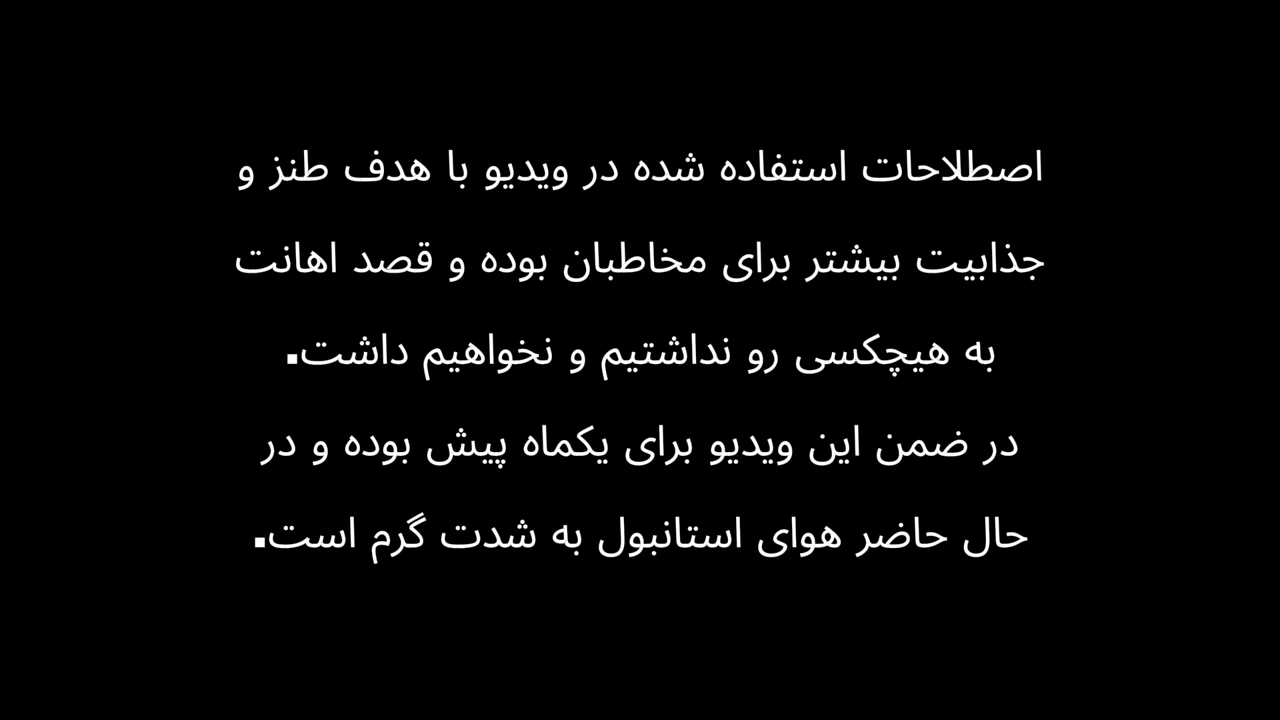 اصطلاحات استفاده شده در ویدیو با هدف طنز و
جذابیت بیشتر برای مخاطبان بوده و قصد اهانت
به هیچکسی رو نداشتیم و نخواهیم داشت.
در ضمن این ویدیو برای یکماه پیش بوده و در
حال حاضر هوای استانبول به شدت گرم است.